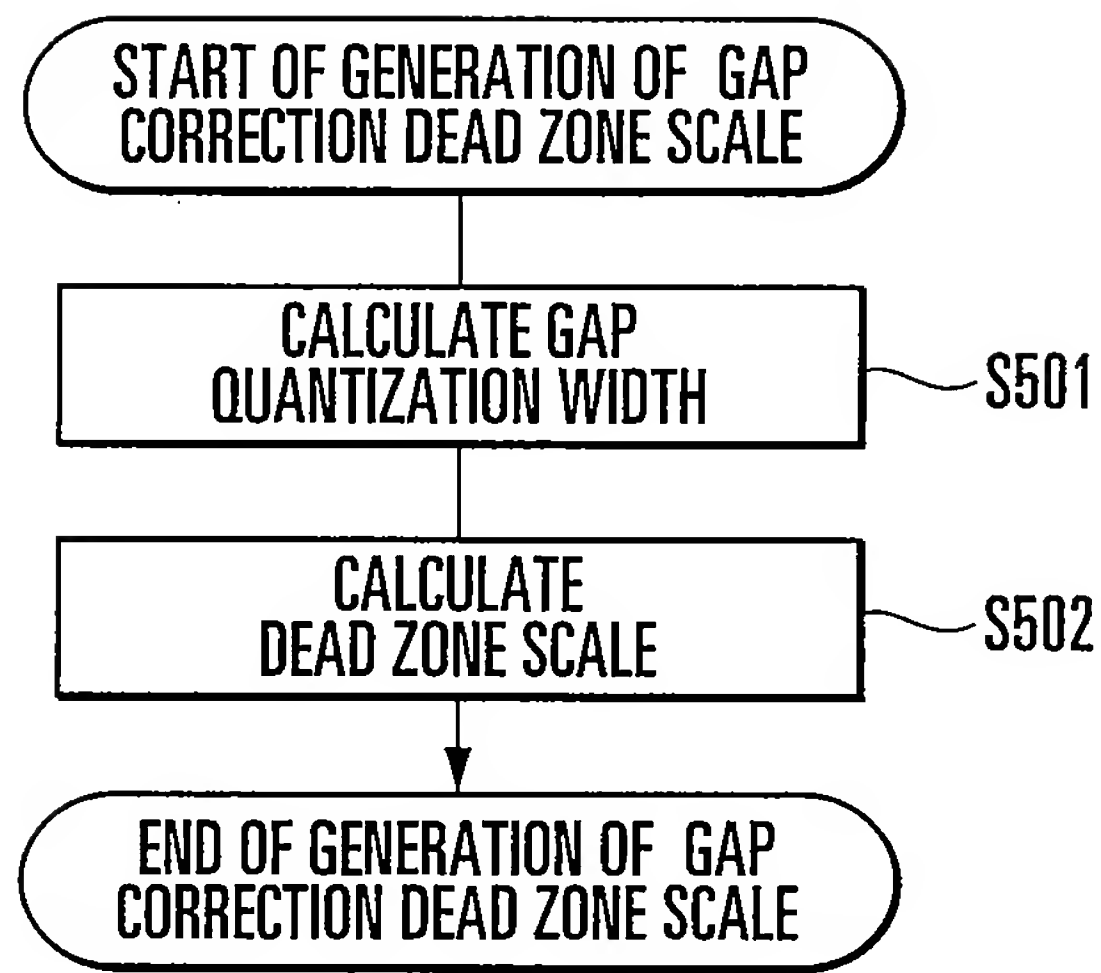 START OF GENERATION OF GAP
CORRECTION DEAD ZONE SCALE
CALCULATE GAP
QUANTIZATION WIDTH
S501
CALCULATE
DEAD ZONE SCALE
S502
END OF GENERATION OF GAP
CORRECTION DEAD ZONE SCALE